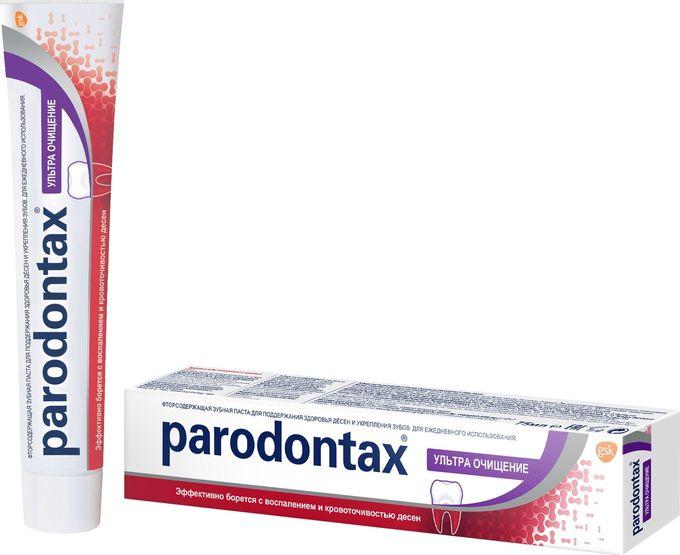 gsk
ФТОРСОДЕРЖАЩАЯ ЗУБНАЯ ПАСТА ДЛЯ ПОДДЕРЖАНИЯ ЗДОРОВЬЯ ДЁСЕН И УКРЕПЛЕНИЯ ЗУБОВ. ДЛЯ ЕЖЕДНЕВНОГО ИСПОЛЬЗОВАНИЯ.
УЛЬТРА ОЧИЩЕНИЕ
parodontax®
Эффективно борется с воспалением и кровоточивостью десен
ФТОРСОДЕРЖАЩАЯ ЗУБНАЯ ПАСТА ДЛЯ ПОДДЕРЖАНИЯ ЗДОРОВЬЯ ДЁСЕН И УКРЕПЛЕНИЯ ЗУБОВ. ДЛЯ ЕЖЕДНЕВНОГО ИСПОЛЬЗОВАНИЯ.
75мл ℮ EAC
parodontax®
УЛЬТРА ОЧИЩЕНИЕ
Эффективно борется с воспалением и кровоточивостью десен
gsk
parodontax
УЛЬТРА ОЧИЩЕНИЕ